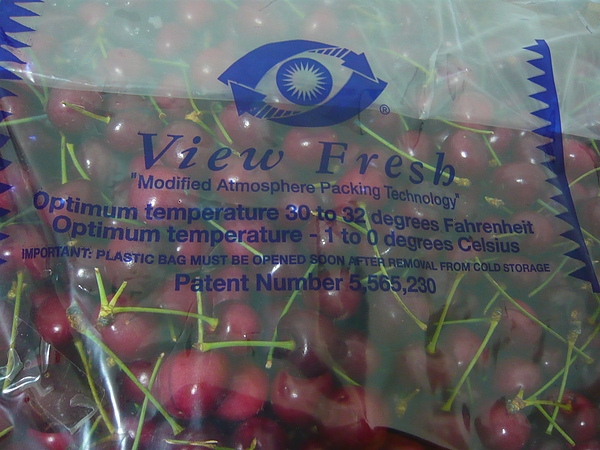 ®
View Fresh
"Modified Atmosphere Packing Technology"
Optimum temperature 30 to 32 degrees Fahrenheit
Optimum temperature - 1 to 0 degrees Celsius
IMPORTANT: PLASTIC BAG MUST BE OPENED SOON AFTER REMOVAL FROM COLD STORAGE
Patent Number 5,565,230